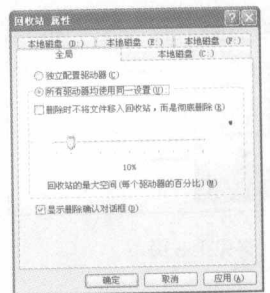 回收站 属性
本地磁盘 (D:) 本地磁盘 (E:) 本地磁盘 (F:)
全局 本地磁盘 (C:)
独立配置驱动器(C)
所有驱动器均使用同一设置(U)
删除时不将文件移入回收站，而是彻底删除(R)
10%
回收站的最大空间(每个驱动器的百分比)(M)
显示删除确认对话框(D)
确定 取消 应用(A)